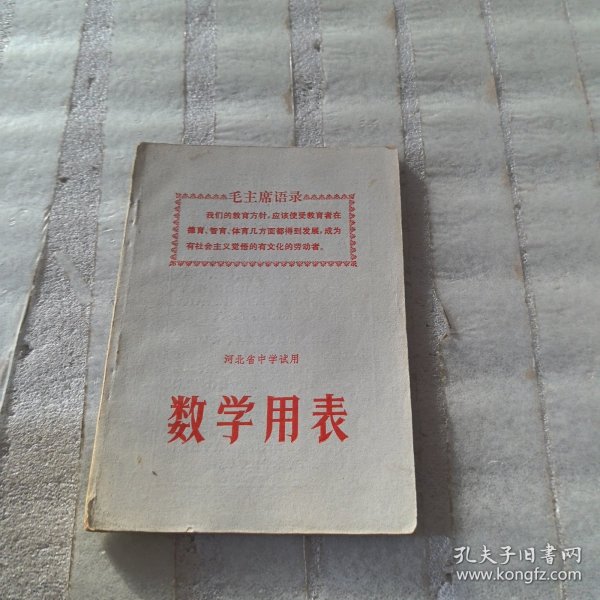 毛主席语录
我们的教育方针，应该使受教育者在
德育、智育、体育几方面都得到发展，成为
有社会主义觉悟的有文化的劳动者。
河北省中学试用
数学用表
孔夫子旧书网
www.kongfz.com